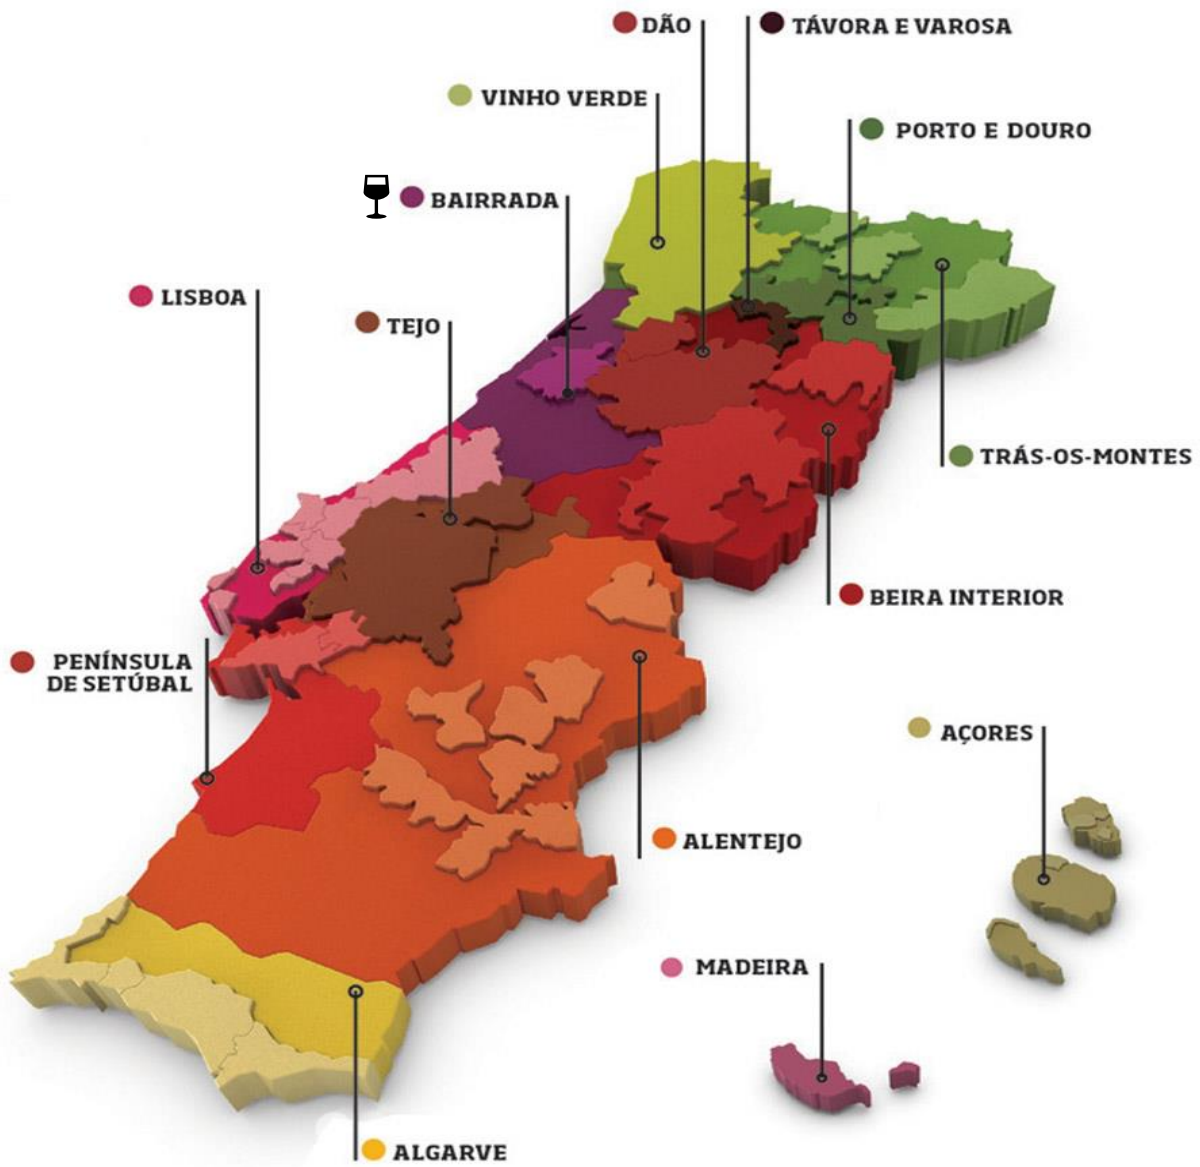 DÃO
TÁVORA E VAROSA
VINHO VERDE
PORTO E DOURO
BAIRRADA
LISBOA
TEJO
TRÁS-OS-MONTES
BEIRA INTERIOR
PENÍNSULA
DE SETÚBAL
AÇORES
ALENTEJO
MADEIRA
ALGARVE